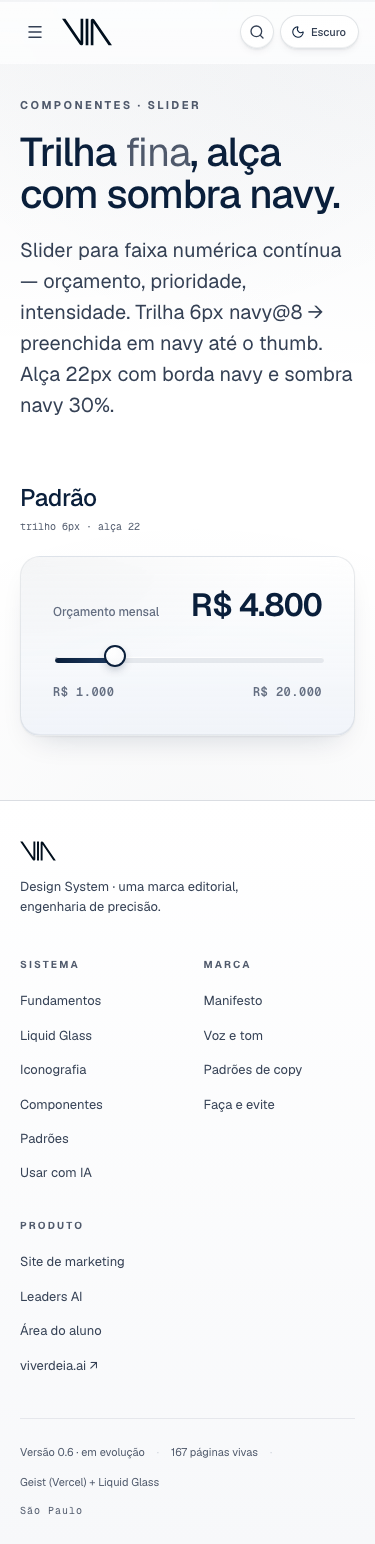 VIA
Escuro
COMPONENTES · SLIDER
Trilha fina, alça
com sombra navy.
Slider para faixa numérica contínua
— orçamento, prioridade,
intensidade. Trilha 6px navy@8 →
preenchida em navy até o thumb.
Alça 22px com borda navy e sombra
navy 30%.
Padrão
trilho 6px · alça 22
Orçamento mensal R$ 4.800
R$ 1.000 R$ 20.000
VIA
Design System · uma marca editorial,
engenharia de precisão.
SISTEMA
Fundamentos
Liquid Glass
Iconografia
Componentes
Padrões
Usar com IA
MARCA
Manifesto
Voz e tom
Padrões de copy
Faça e evite
PRODUTO
Site de marketing
Leaders AI
Área do aluno
viverdeia.ai ↗
Versão 0.6 · em evolução · 167 páginas vivas ·
Geist (Vercel) + Liquid Glass
São Paulo